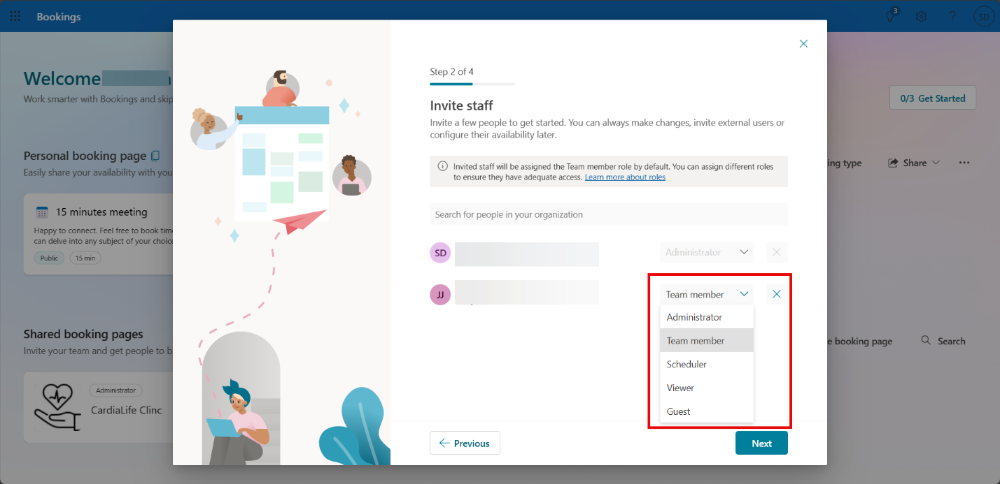 Bookings
3
?
SD
Welcome
Work smarter with Bookings and skip
0/3 Get Started
Personal booking page
Easily share your availability with you
ing type
Share
15 minutes meeting
Happy to connect. Feel free to book time
can delve into any subject of your choice
Public
15 min
Shared booking pages
Invite your team and get people to b
e booking page
Search
Administrator
CardiaLife Clinc
Step 2 of 4
Invite staff
Invite a few people to get started. You can always make changes, invite external users or
configure their availability later.
Invited staff will be assigned the Team member role by default. You can assign different roles
to ensure they have adequate access. Learn more about roles
Search for people in your organization
SD
Administrator
JJ
Team member
Administrator
Team member
Scheduler
Viewer
Guest
Previous
Next